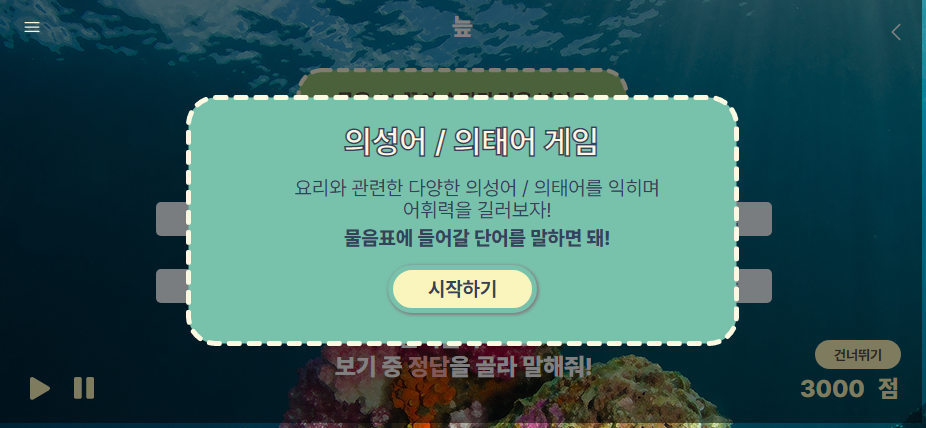 늪
의성어 / 의태어 게임
요리와 관련한 다양한 의성어 / 의태어를 익히며
어휘력을 길러보자!
물음표에 들어갈 단어를 말하면 돼!
시작하기
보기 중 정답을 골라 말해줘!
건너뛰기
3000 점